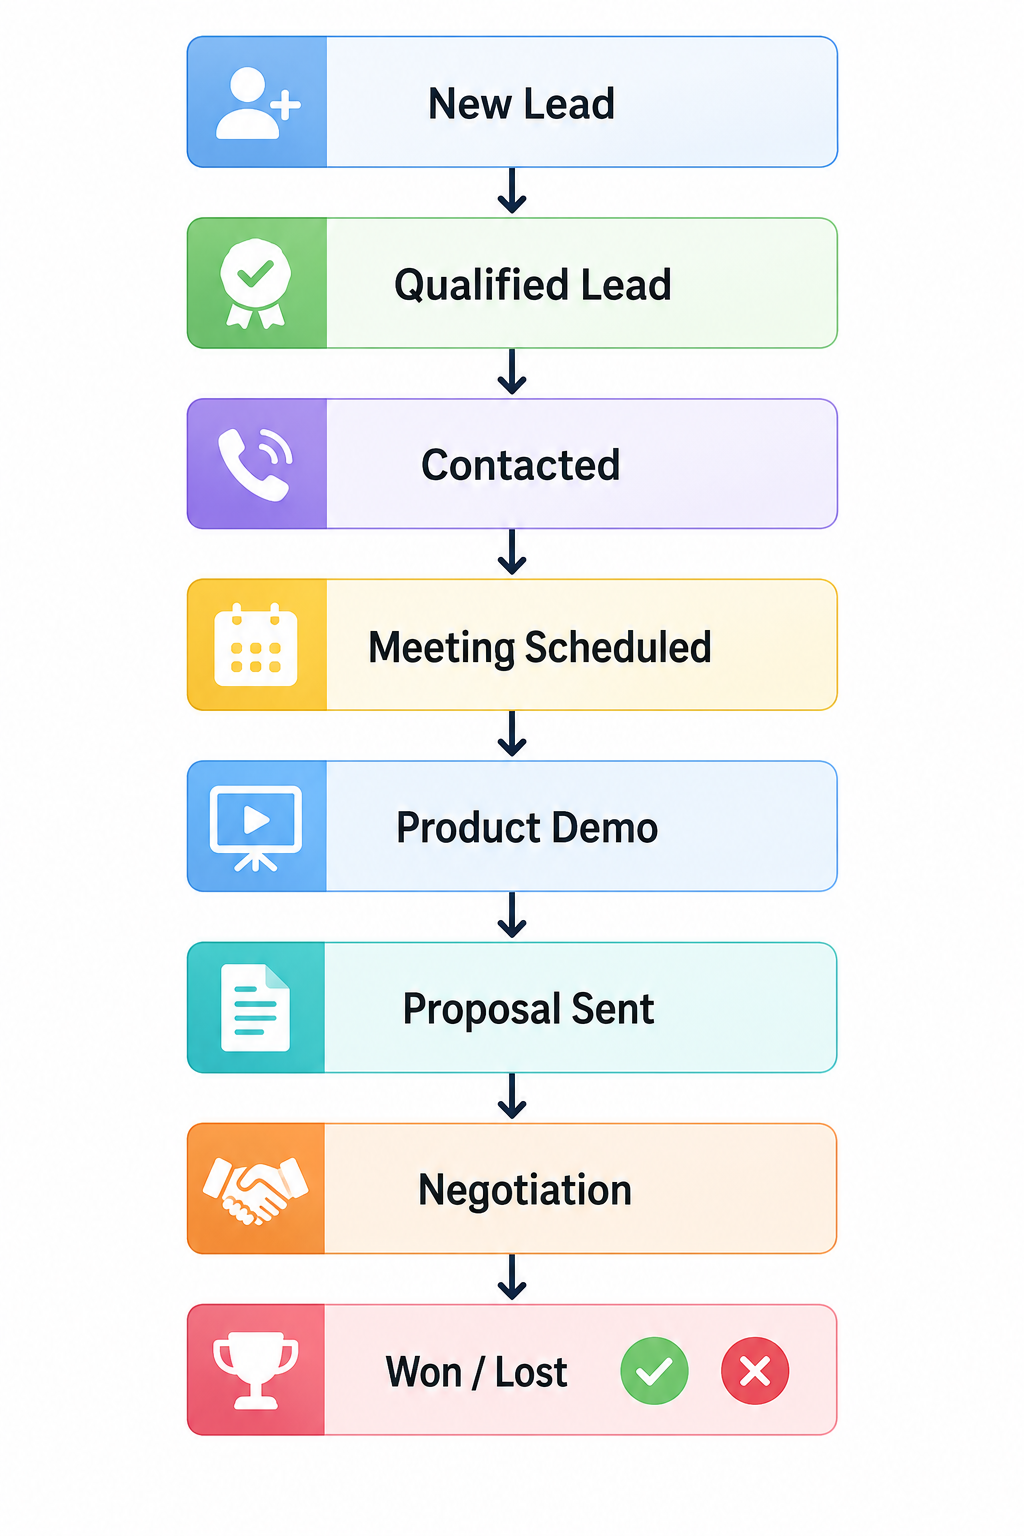 New Lead
Qualified Lead
Contacted
Meeting Scheduled
Product Demo
Proposal Sent
Negotiation
Won / Lost